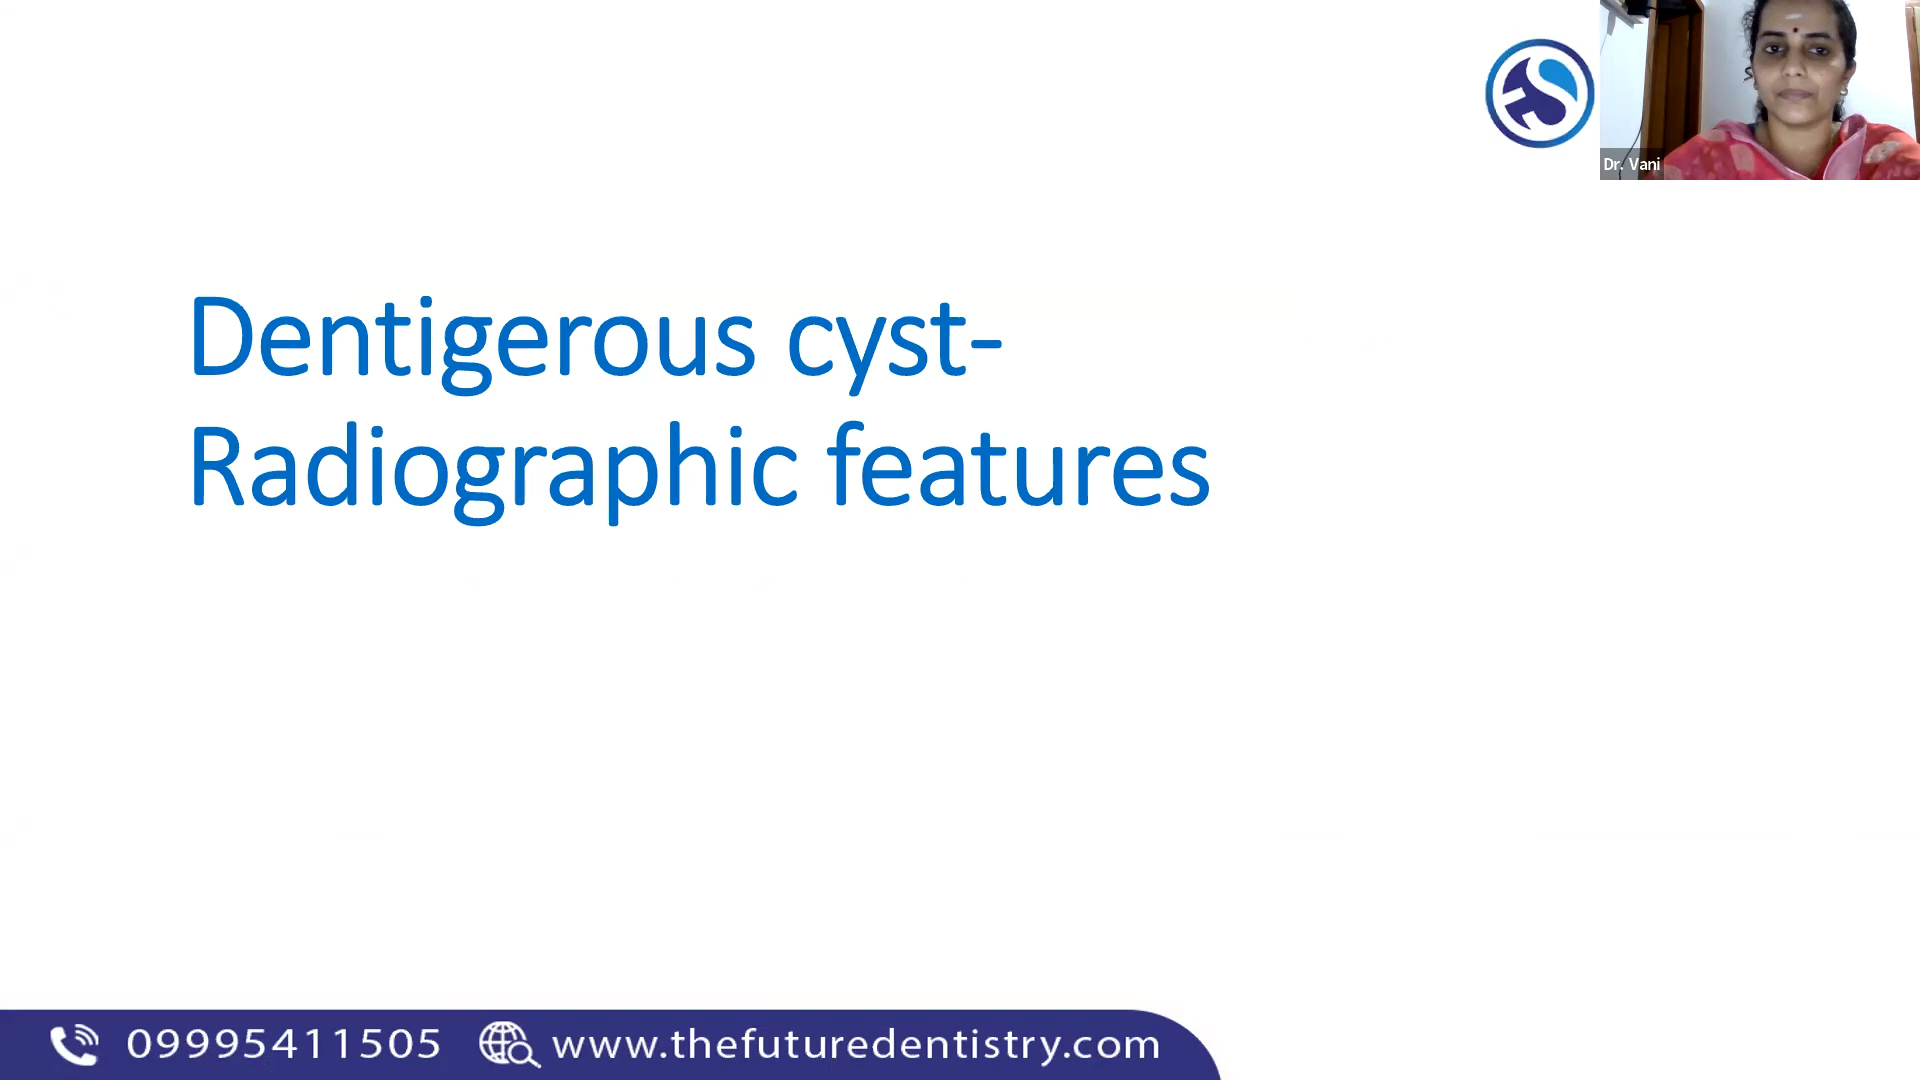 Dr. Vani
Dentigerous cyst-
Radiographic features
09995411505 www.thefuturedentistry.com